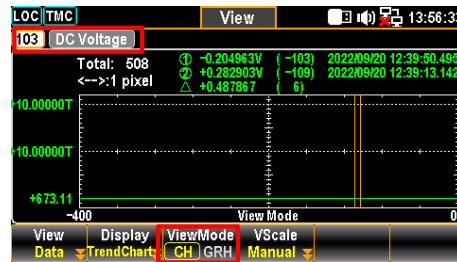 LOC TMC View 13:56:33
103 DC Voltage
Total: 508 ① -0.204963V ( -103) 2022/09/20 12:39:50.495
<-->:1 pixel ② +0.282903V ( -109) 2022/09/20 12:39:13.142
△ +0.487867 ( 6)
+10.00000T
+10.00000T
+673.11
-400 View Mode 0
View Display ViewMode VScale
Data TrendChart CH GRH Manual